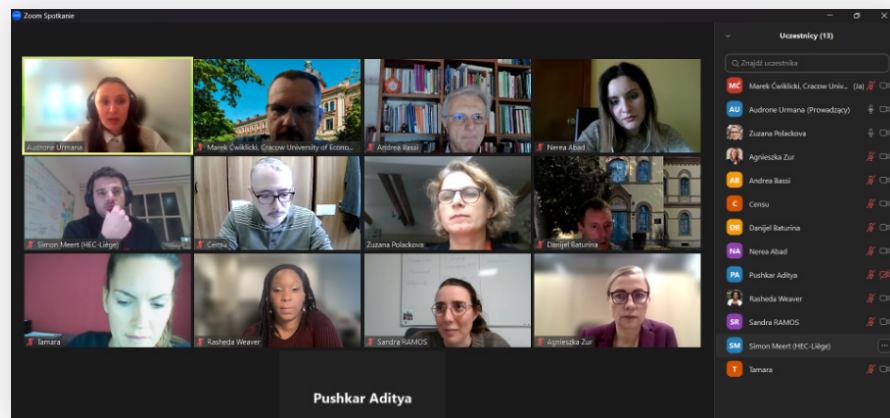 Zoom Spotkanie
Audrone Urmana
Marek Ćwiklicki, Cracow University of Econo...
Andrea Bassi
Nerea Abad
Simon Meert (HEC-Liège)
Censu
Zuzana Polackova
Danijel Baturina
Tamara
Rasheda Weaver
Sandra RAMOS
Agnieszka Zur
Pushkar Aditya
Uczestnicy (13)
Znajdź uczestnika
MĆ Marek Ćwiklicki, Cracow Univ... (Ja)
AU Audrone Urmana (Prowadzący)
Zuzana Polackova
Agnieszka Zur
AB Andrea Bassi
C Censu
DB Danijel Baturina
NA Nerea Abad
PA Pushkar Aditya
Rasheda Weaver
SR Sandra RAMOS
SM Simon Meert (HEC-Liège)
T Tamara